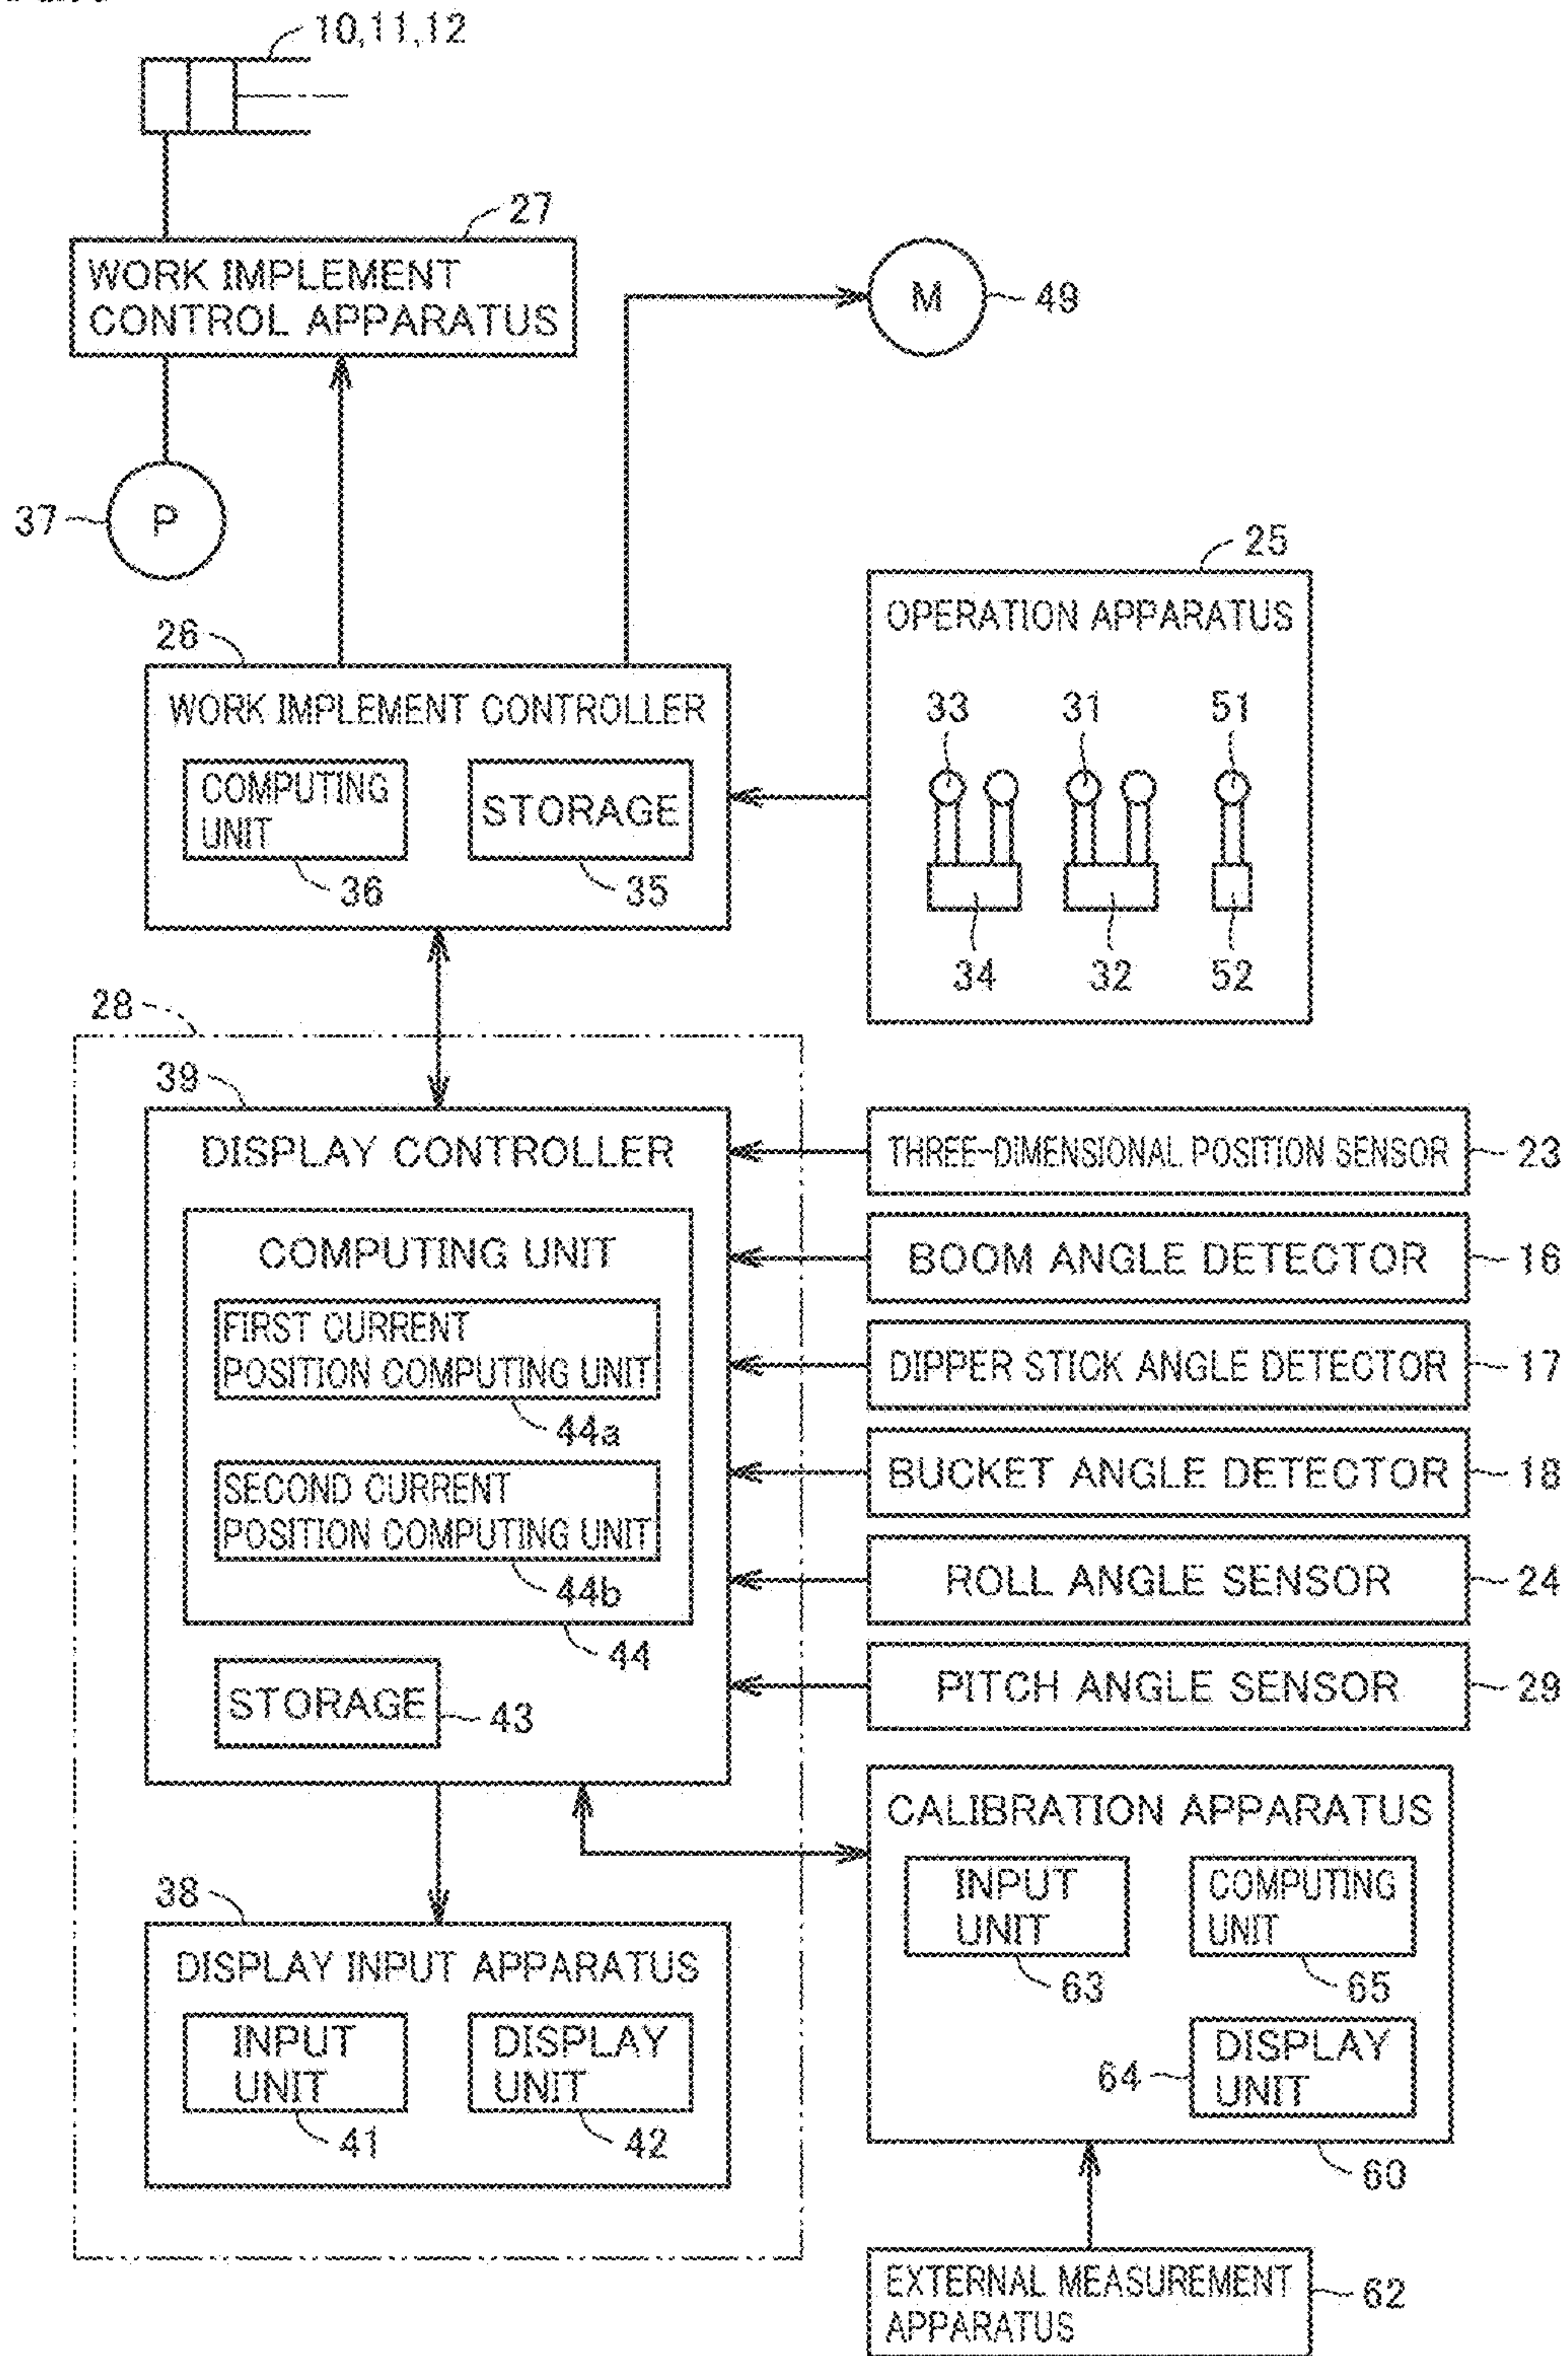 10,11,12
27
WORK IMPLEMENT
CONTROL APPARATUS
M
49
37
P
25
OPERATION APPARATUS
33
31
51
34
32
52
26
WORK IMPLEMENT CONTROLLER
COMPUTING
UNIT
STORAGE
36
35
28
39
DISPLAY CONTROLLER
COMPUTING UNIT
FIRST CURRENT
POSITION COMPUTING UNIT
44a
SECOND CURRENT
POSITION COMPUTING UNIT
44b
44
STORAGE
43
THREE-DIMENSIONAL POSITION SENSOR
23
BOOM ANGLE DETECTOR
16
DIPPER STICK ANGLE DETECTOR
17
BUCKET ANGLE DETECTOR
18
ROLL ANGLE SENSOR
24
PITCH ANGLE SENSOR
29
CALIBRATION APPARATUS
INPUT
UNIT
63
COMPUTING
UNIT
65
64
DISPLAY
UNIT
60
38
DISPLAY INPUT APPARATUS
INPUT
UNIT
41
DISPLAY
UNIT
42
EXTERNAL MEASUREMENT
APPARATUS
62